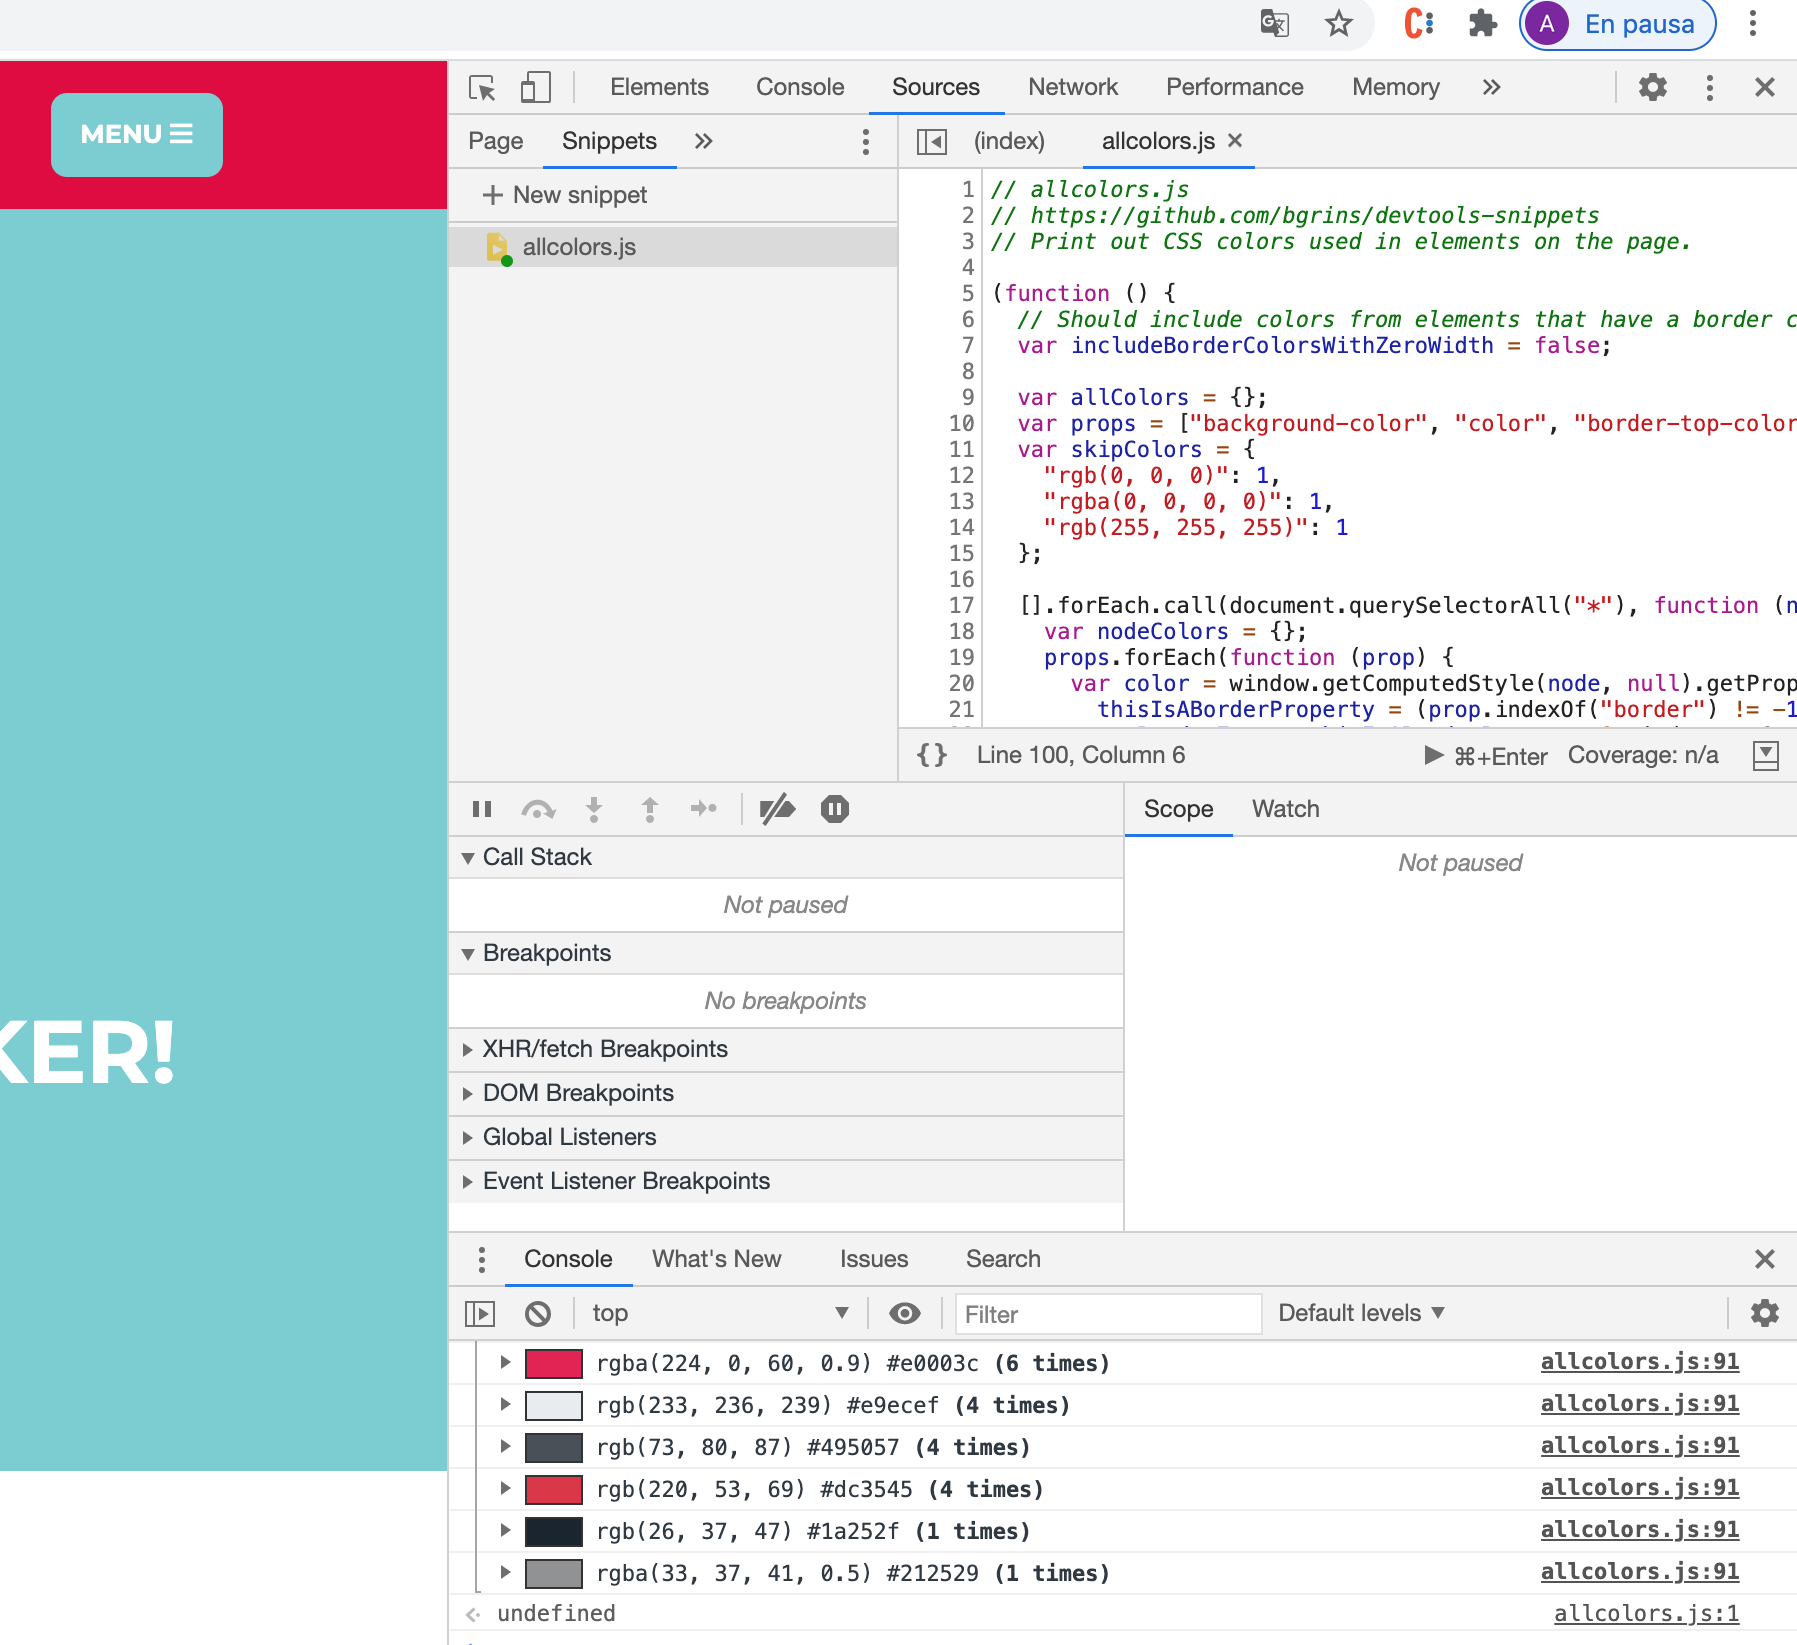 A En pausa
MENU
KER!
Elements Console Sources Network Performance Memory »
Page Snippets »
(index) allcolors.js ×
+ New snippet
allcolors.js
1 // allcolors.js
2 // https://github.com/bgrins/devtools-snippets
3 // Print out CSS colors used in elements on the page.
4
5 (function () {
6 // Should include colors from elements that have a border c
7 var includeBorderColorsWithZeroWidth = false;
8
9 var allColors = {};
10 var props = ["background-color", "color", "border-top-color
11 var skipColors = {
12 "rgb(0, 0, 0)": 1,
13 "rgba(0, 0, 0, 0)": 1,
14 "rgb(255, 255, 255)": 1
15 };
16
17 [].forEach.call(document.querySelectorAll("*"), function (n
18 var nodeColors = {};
19 props.forEach(function (prop) {
20 var color = window.getComputedStyle(node, null).getProp
21 thisIsABorderProperty = (prop.indexOf("border") != -1
{} Line 100, Column 6 ⌘+Enter Coverage: n/a
Scope Watch
Call Stack
Not paused
Not paused
Breakpoints
No breakpoints
XHR/fetch Breakpoints
DOM Breakpoints
Global Listeners
Event Listener Breakpoints
Console What's New Issues Search
top Filter Default levels
rgba(224, 0, 60, 0.9) #e0003c (6 times) allcolors.js:91
rgb(233, 236, 239) #e9ecef (4 times) allcolors.js:91
rgb(73, 80, 87) #495057 (4 times) allcolors.js:91
rgb(220, 53, 69) #dc3545 (4 times) allcolors.js:91
rgb(26, 37, 47) #1a252f (1 times) allcolors.js:91
rgba(33, 37, 41, 0.5) #212529 (1 times) allcolors.js:91
undefined allcolors.js:1